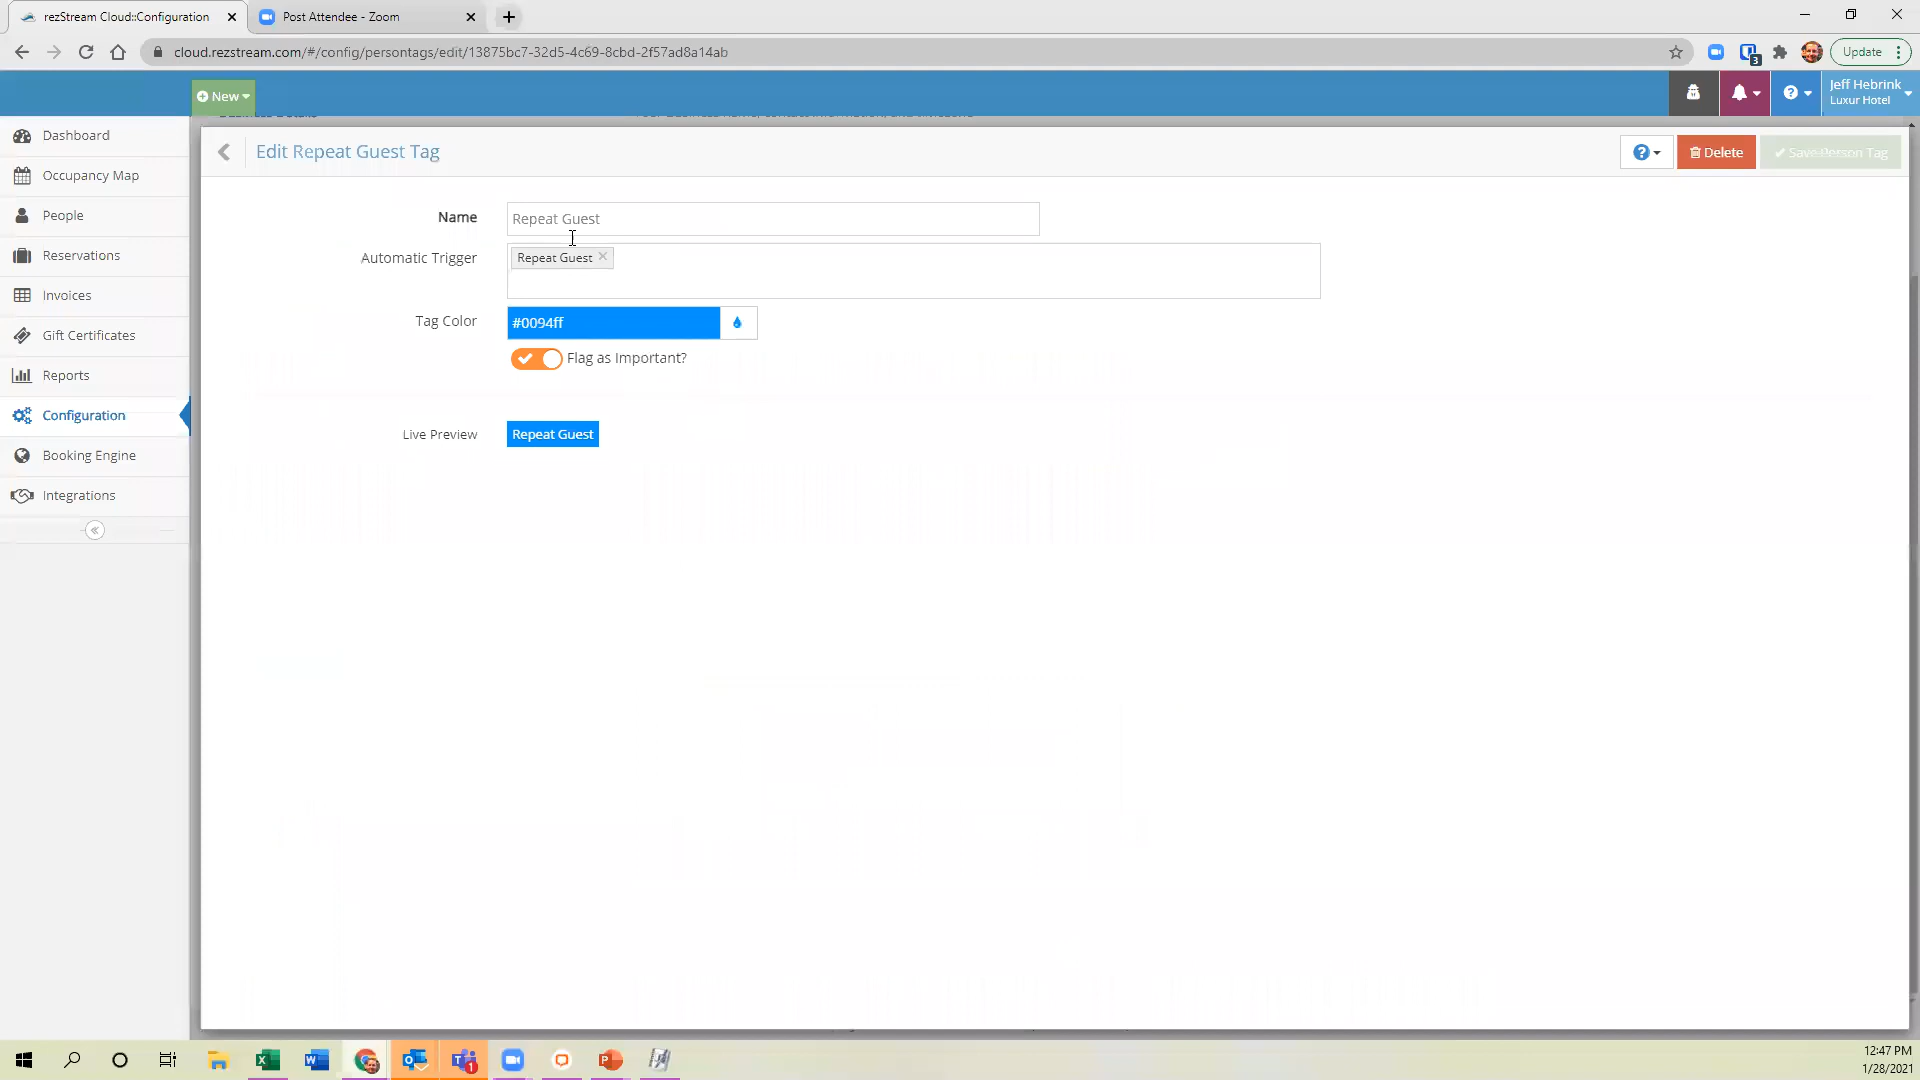 rezStream Cloud::Configuration
Post Attendee - Zoom
cloud.rezstream.com/#/config/persontags/edit/13875bc7-32d5-4c69-8cbd-2f57ad8a14ab
3
Update
New
Jeff Hebrink
Luxur Hotel
Dashboard
Occupancy Map
People
Reservations
Invoices
Gift Certificates
Reports
Configuration
Booking Engine
Integrations
Edit Repeat Guest Tag
Delete
Save Person Tag
Name
Repeat Guest
Automatic Trigger
Repeat Guest
Tag Color
#0094ff
Flag as Important?
Live Preview
Repeat Guest
1
12:47 PM
1/28/2021